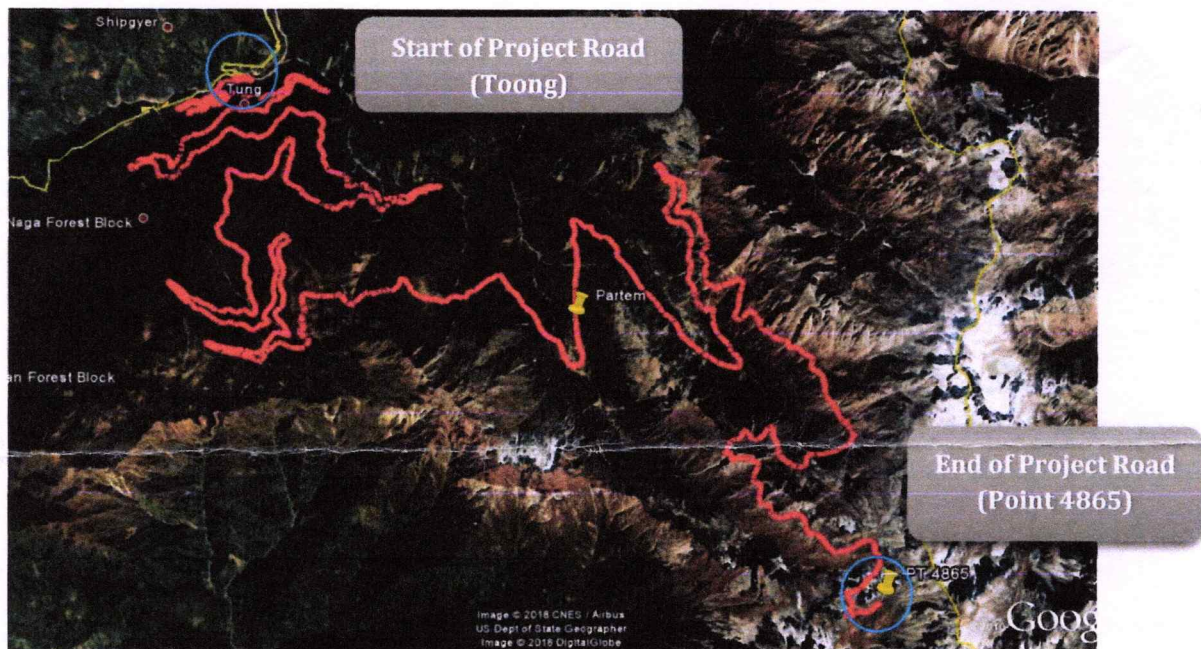 Shipgyer
Start of Project Road
(Toong)
Tung
Naga Forest Block
Partem
an Forest Block
End of Project Road
(Point 4865)
PT 4865
Image © 2018 CNES / Airbus
US Dept of State Geographer
Image © 2018 DigitalGlobe
Goog